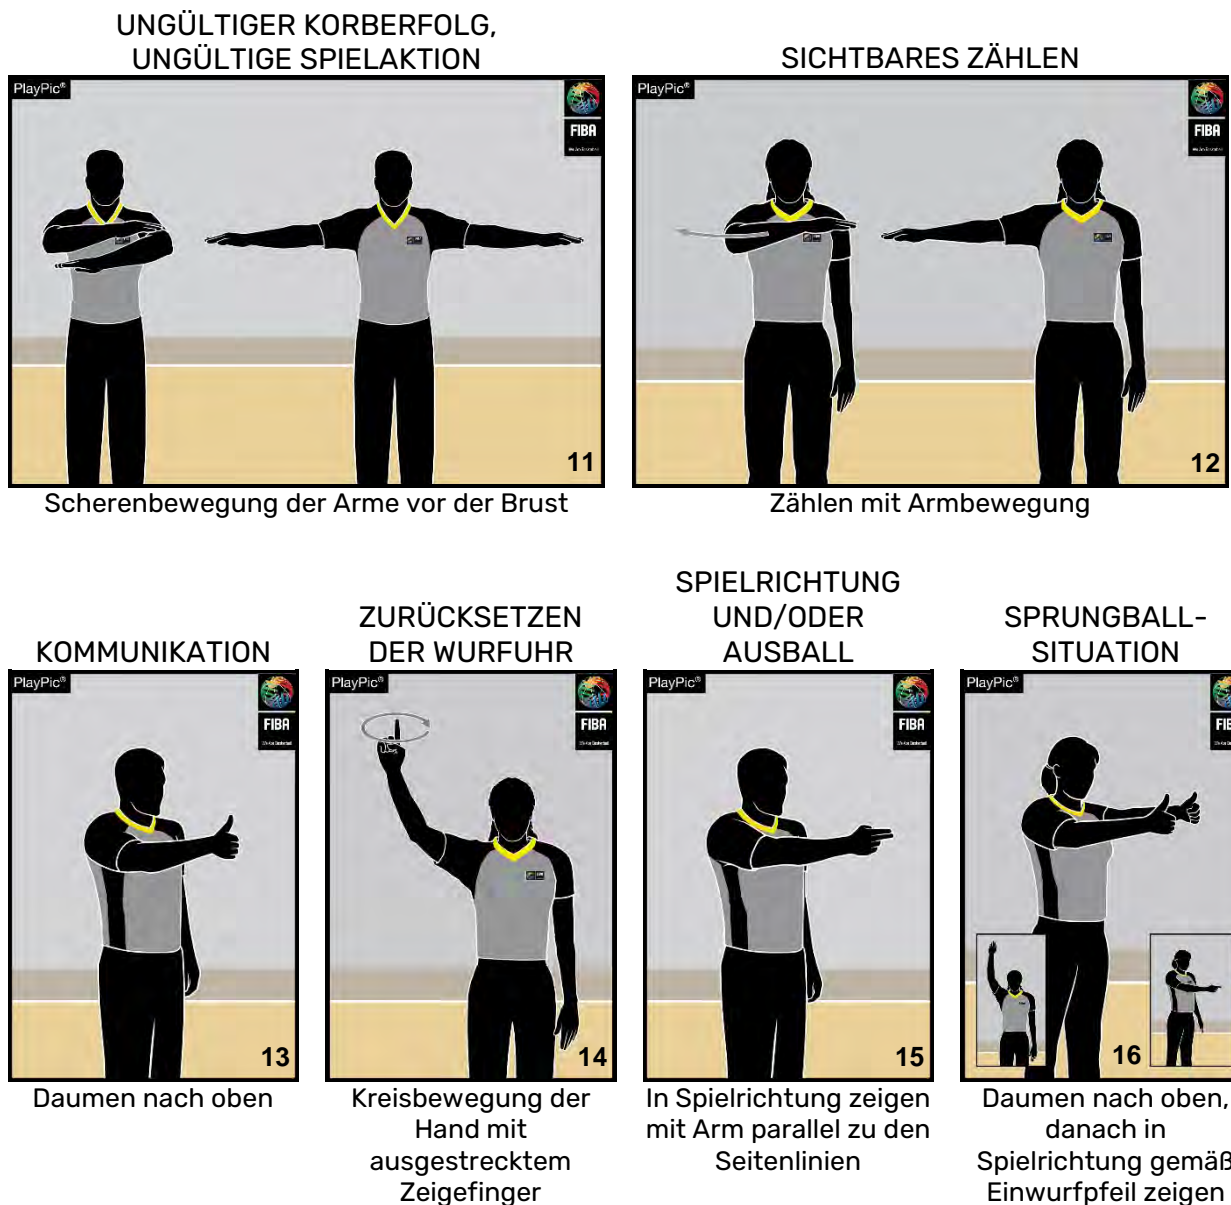 UNGÜLTIGER KORBERFOLG,
UNGÜLTIGE SPIELAKTION
PlayPic®
FIBA
11
Scherenbewegung der Arme vor der Brust
SICHTBARES ZÄHLEN
PlayPic®
FIBA
12
Zählen mit Armbewegung
KOMMUNIKATION
PlayPic®
FIBA
13
Daumen nach oben
ZURÜCKSETZEN
DER WURFUHR
PlayPic®
FIBA
14
Kreisbewegung der
Hand mit
ausgestrecktem
Zeigefinger
SPIELRICHTUNG
UND/ODER
AUSBALL
PlayPic®
FIBA
15
In Spielrichtung zeigen
mit Arm parallel zu den
Seitenlinien
SPRUNGBALL-
SITUATION
PlayPic®
16
Daumen nach oben,
danach in
Spielrichtung gemäß
Einwurfpfeil zeigen